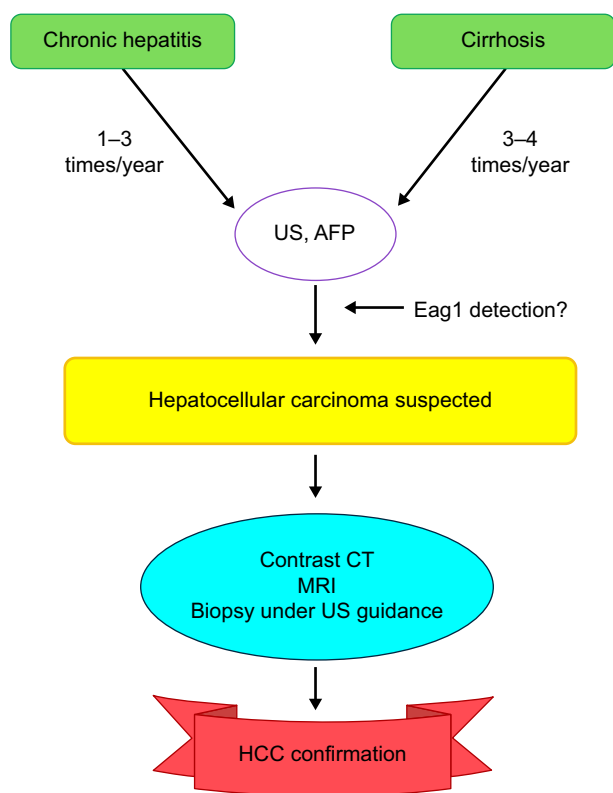 Chronic hepatitis
Cirrhosis
1–3
times/year
3–4
times/year
US, AFP
Eag1 detection?
Hepatocellular carcinoma suspected
Contrast CT
MRI
Biopsy under US guidance
HCC confirmation